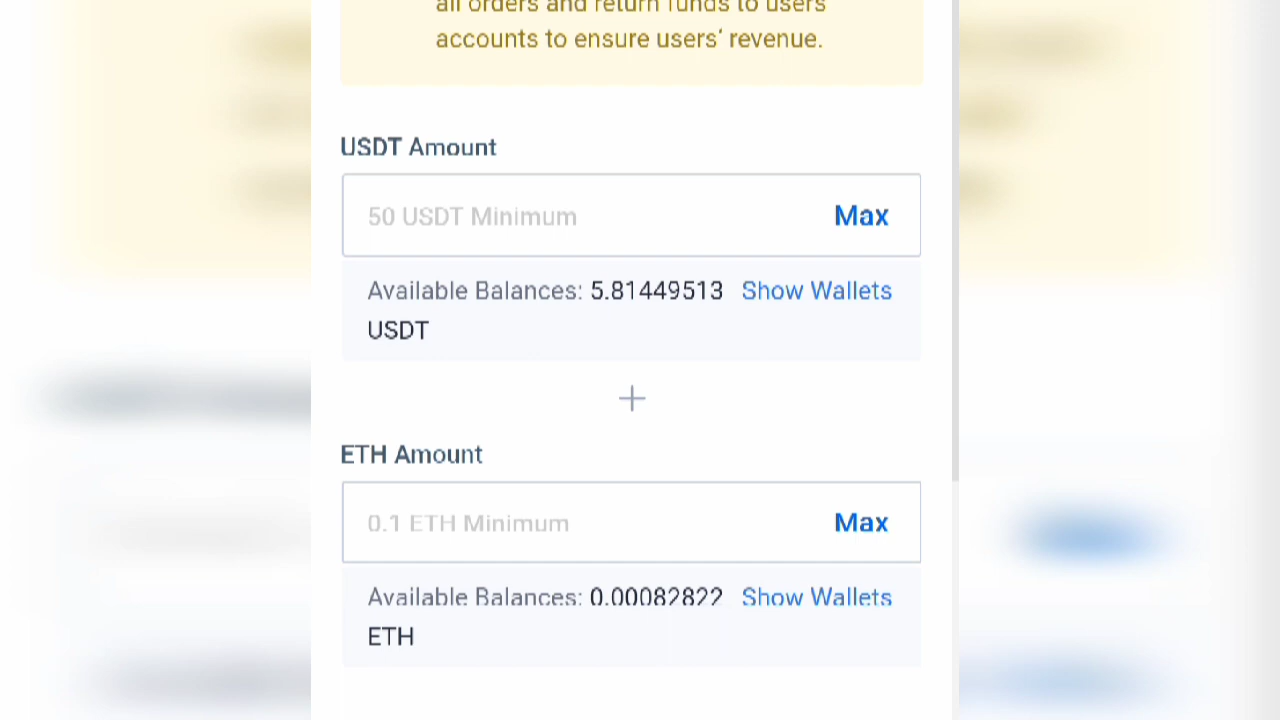 all orders and return funds to users
accounts to ensure users’ revenue.
USDT Amount
50 USDT Minimum Max
Available Balances: 5.81449513 Show Wallets
USDT
+
ETH Amount
0.1 ETH Minimum Max
Available Balances: 0.00082822 Show Wallets
ETH